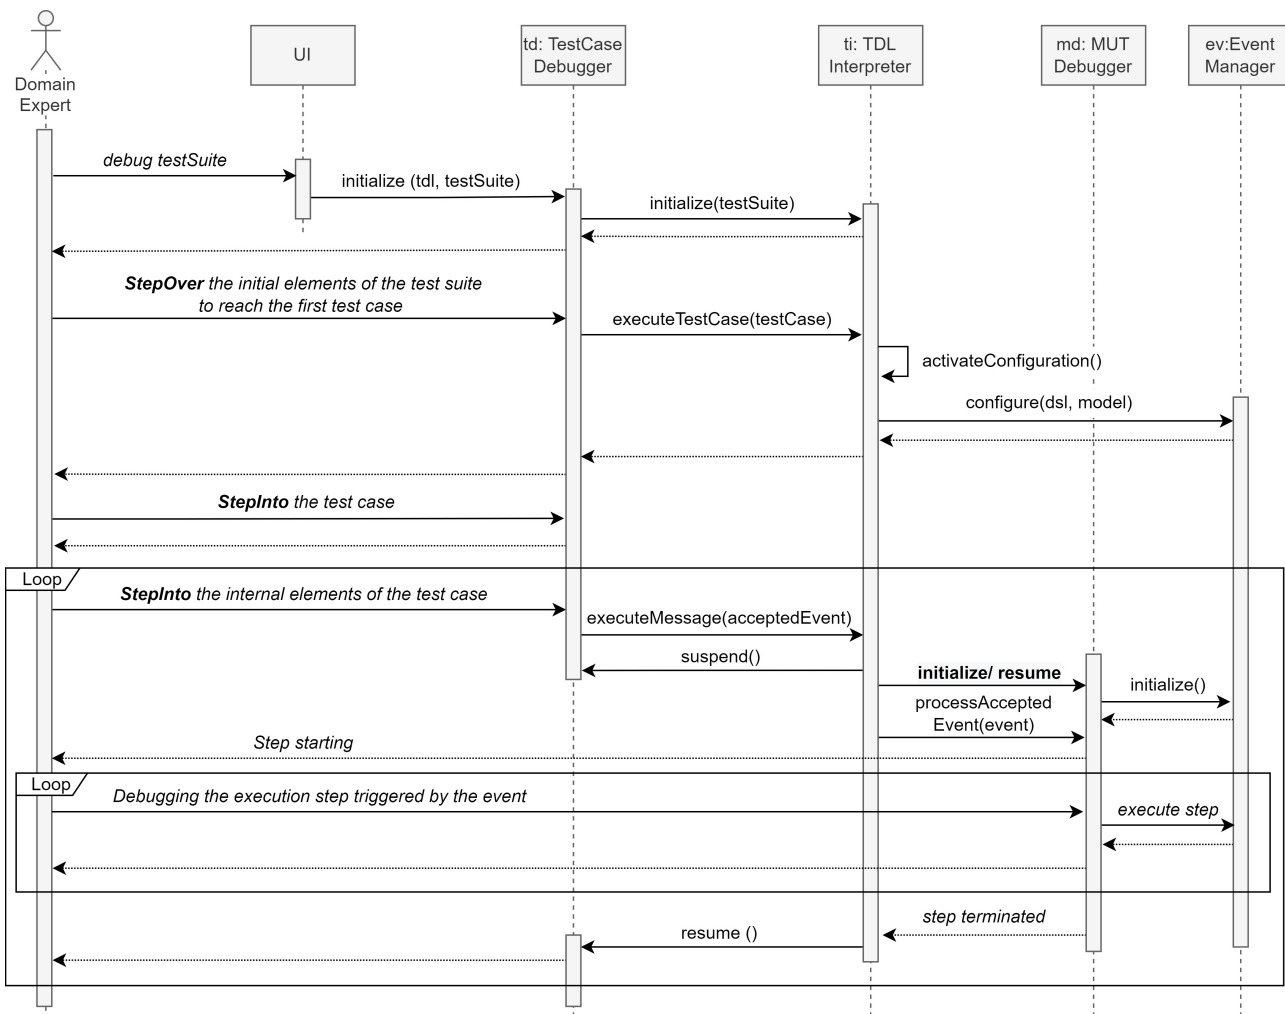 Domain
Expert
UI
td: TestCase
Debugger
ti: TDL
Interpreter
md: MUT
Debugger
ev:Event
Manager
debug testSuite
initialize (tdl, testSuite)
initialize(testSuite)
StepOver the initial elements of the test suite
to reach the first test case
executeTestCase(testCase)
activateConfiguration()
configure(dsl, model)
StepInto the test case
Loop
StepInto the internal elements of the test case
executeMessage(acceptedEvent)
suspend()
initialize/ resume
initialize()
processAccepted
Event(event)
Step starting
Loop
Debugging the execution step triggered by the event
execute step
step terminated
resume ()